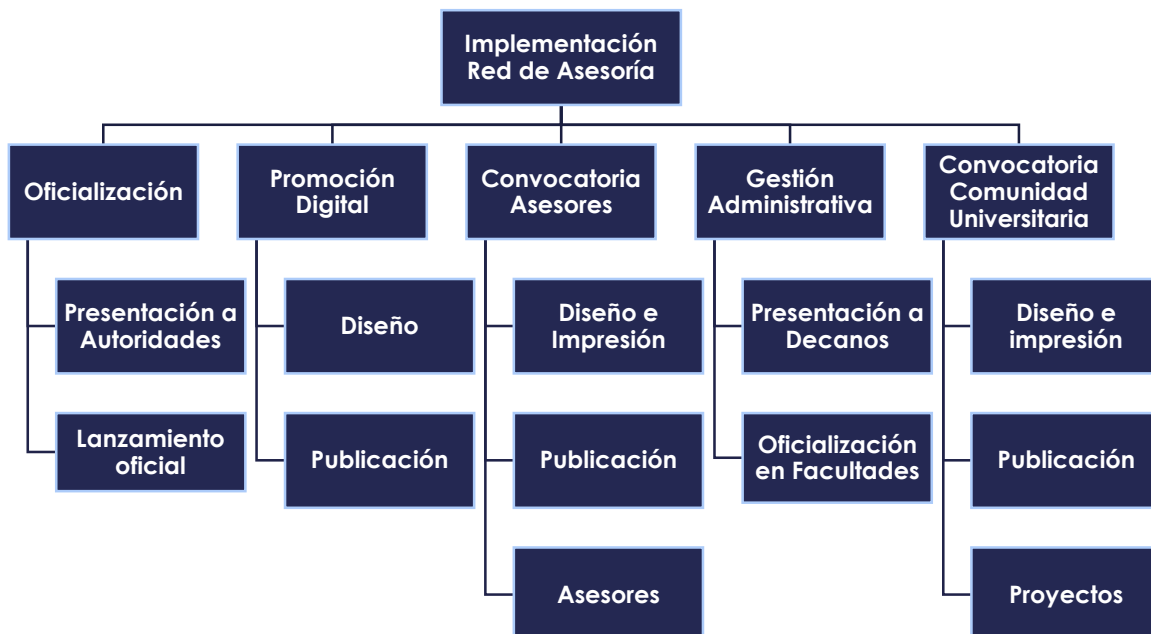 Implementación
Red de Asesoría
Oficialización
Promoción
Digital
Convocatoria
Asesores
Gestión
Administrativa
Convocatoria
Comunidad
Universitaria
Presentación a
Autoridades
Diseño
Diseño e
Impresión
Presentación a
Decanos
Diseño e
impresión
Lanzamiento
oficial
Publicación
Publicación
Oficialización
en Facultades
Publicación
Asesores
Proyectos